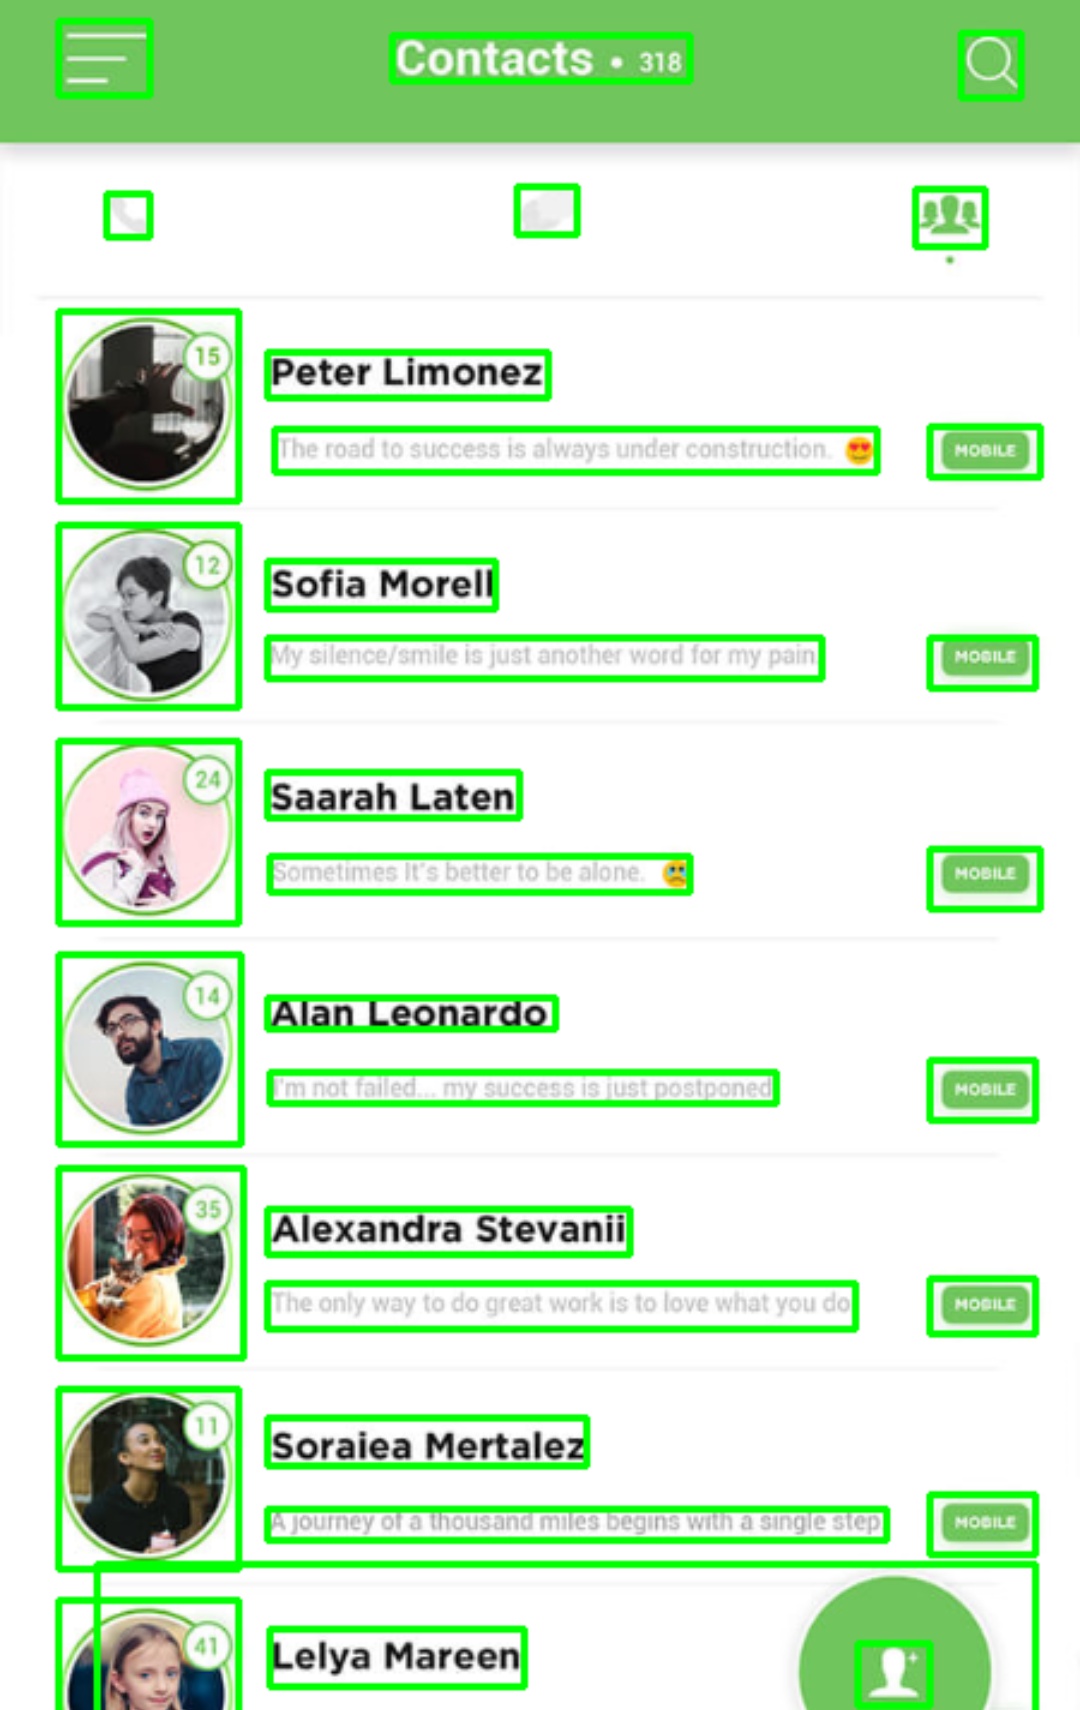 Contacts • 318
15
Peter Limonez
The road to success is always under construction. 😍
MOBILE
12
Sofia Morell
My silence/smile is just another word for my pain.
MOBILE
24
Saarah Laten
Sometimes It's better to be alone. 😢
MOBILE
14
Alan Leonardo
I'm not failed... my success is just postponed
MOBILE
35
Alexandra Stevanii
The only way to do great work is to love what you do
MOBILE
11
Soraiea Mertalez
A journey of a thousand miles begins with a single step
MOBILE
41
Lelya Mareen